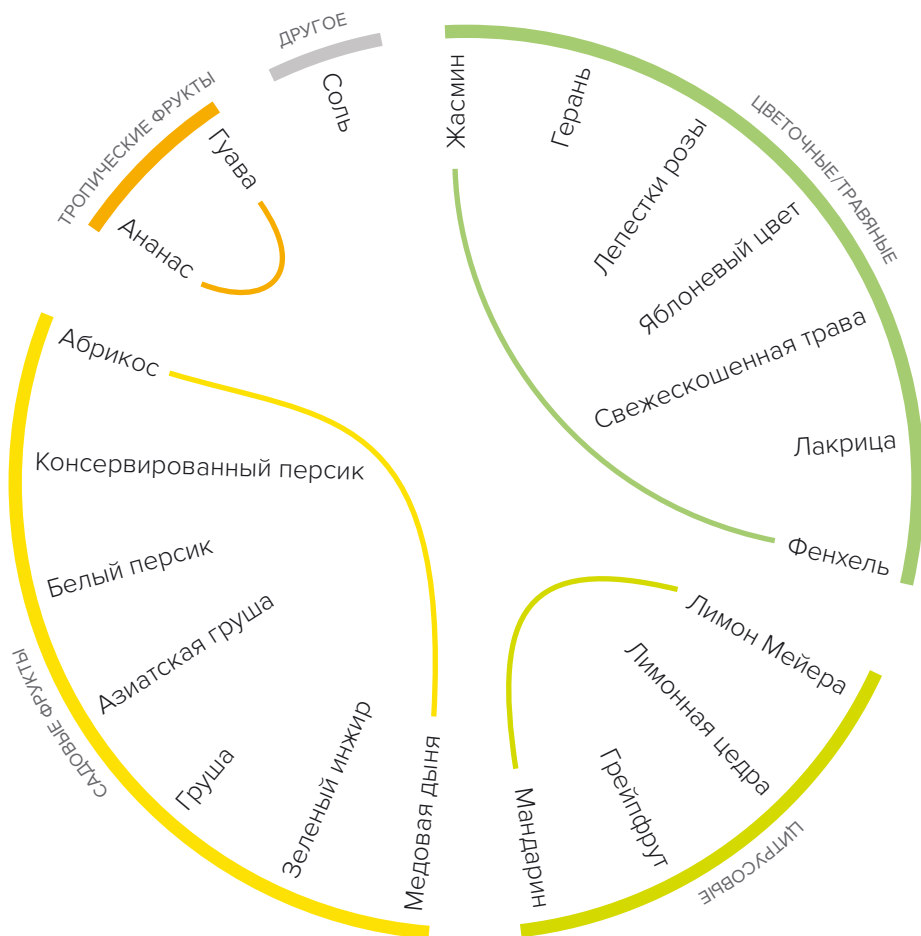 ДРУГОЕ
Соль
ЦВЕТОЧНЫЕ/ТРАВЯНЫЕ
Жасмин
Герань
Лепестки розы
Яблоневый цвет
Свежескошенная трава
Лакрица
Фенхель
ЦИТРУСОВЫЕ
Лимон Мейера
Лимонная цедра
Грейпфрут
Мандарин
САДОВЫЕ ФРУКТЫ
Медовая дыня
Зеленый инжир
Груша
Азиатская груша
Белый персик
Консервированный персик
Абрикос
ТРОПИЧЕСКИЕ ФРУКТЫ
Ананас
Гуава